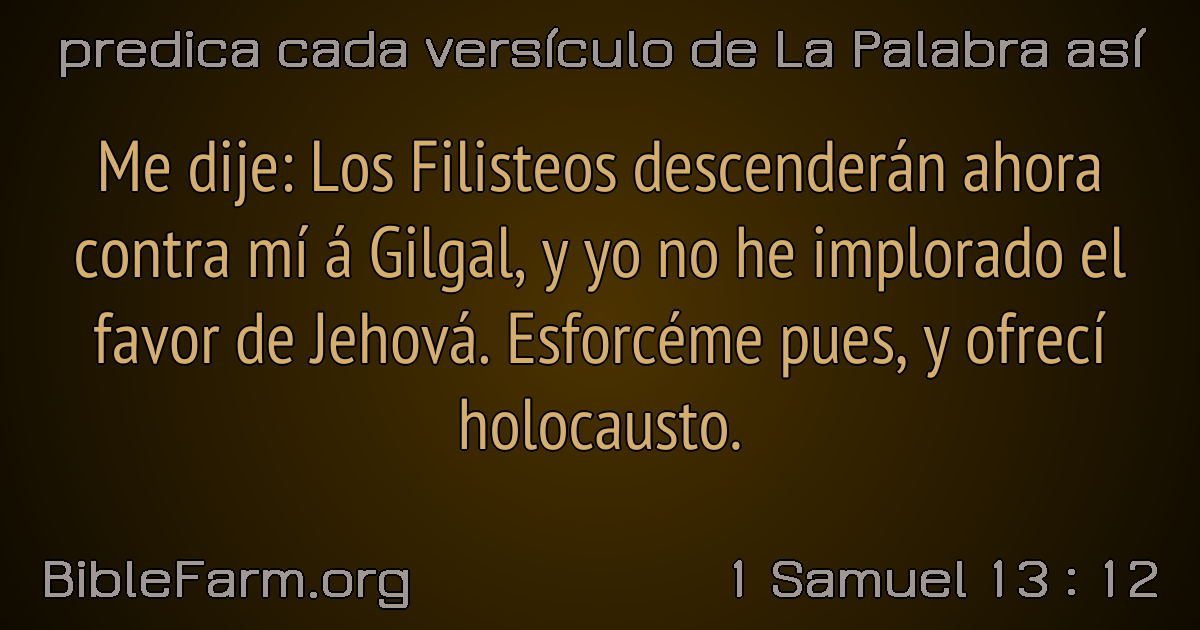 predica cada versículo de La Palabra así
Me dije: Los Filisteos descenderán ahora
contra mí á Gilgal, y yo no he implorado el
favor de Jehová. Esforcéme pues, y ofrecí
holocausto.
BibleFarm.org
1 Samuel 13 : 12